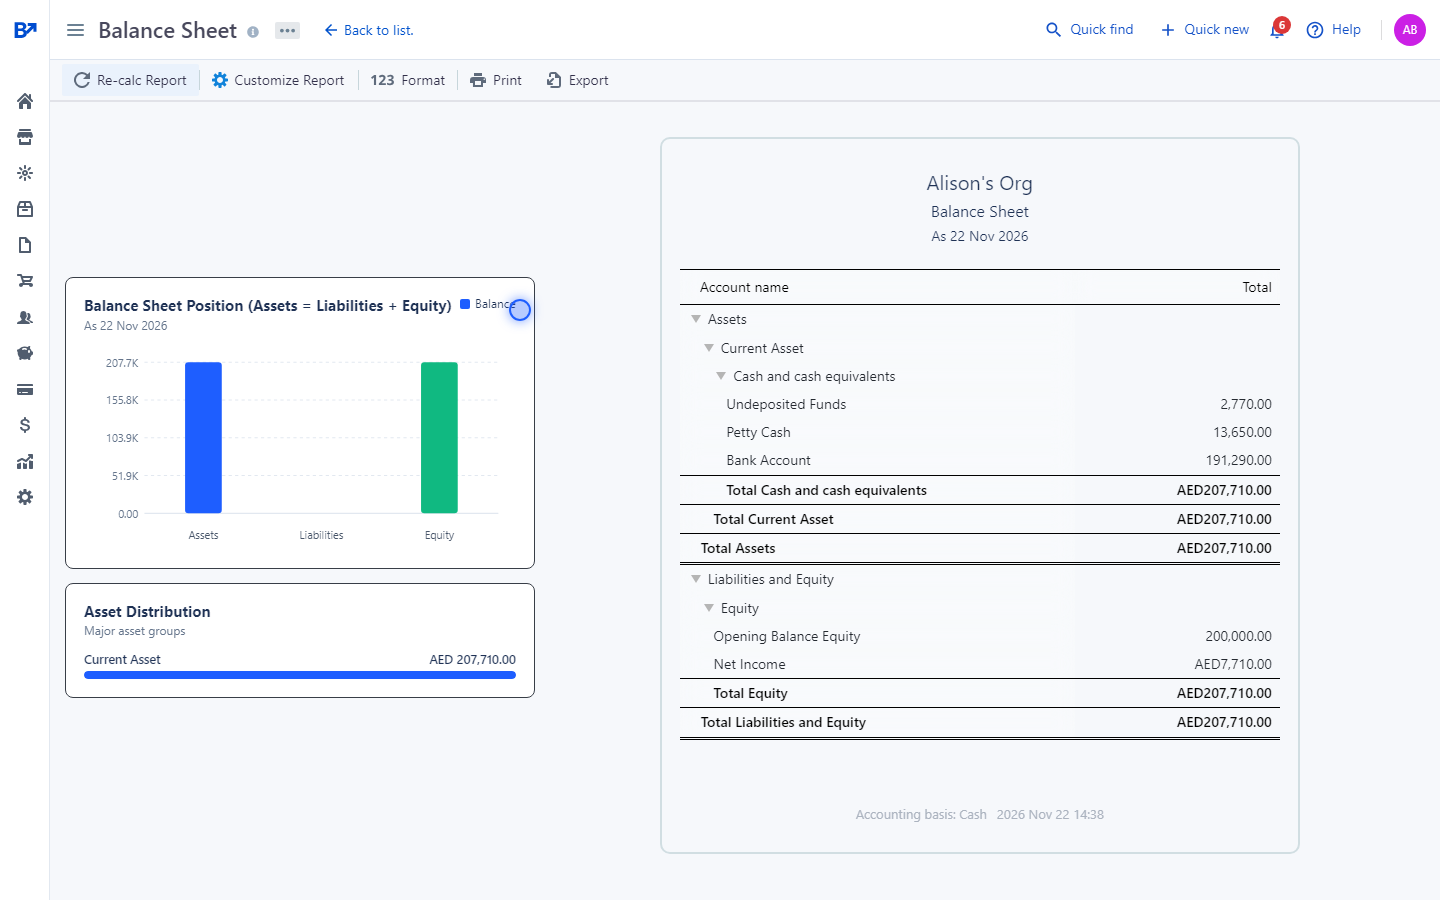 Balance Sheet
Back to list.
Quick find
Quick new
6
Help
AB
Re-calc Report
Customize Report
123 Format
Print
Export
Balance Sheet Position (Assets = Liabilities + Equity)
Balance
As 22 Nov 2026
207.7K
155.8K
103.9K
51.9K
0.00
Assets
Liabilities
Equity
Asset Distribution
Major asset groups
Current Asset AED 207,710.00
Alison's Org
Balance Sheet
As 22 Nov 2026
Account name Total
Assets
Current Asset
Cash and cash equivalents
Undeposited Funds 2,770.00
Petty Cash 13,650.00
Bank Account 191,290.00
Total Cash and cash equivalents AED207,710.00
Total Current Asset AED207,710.00
Total Assets AED207,710.00
Liabilities and Equity
Equity
Opening Balance Equity 200,000.00
Net Income AED7,710.00
Total Equity AED207,710.00
Total Liabilities and Equity AED207,710.00
Accounting basis: Cash 2026 Nov 22 14:38